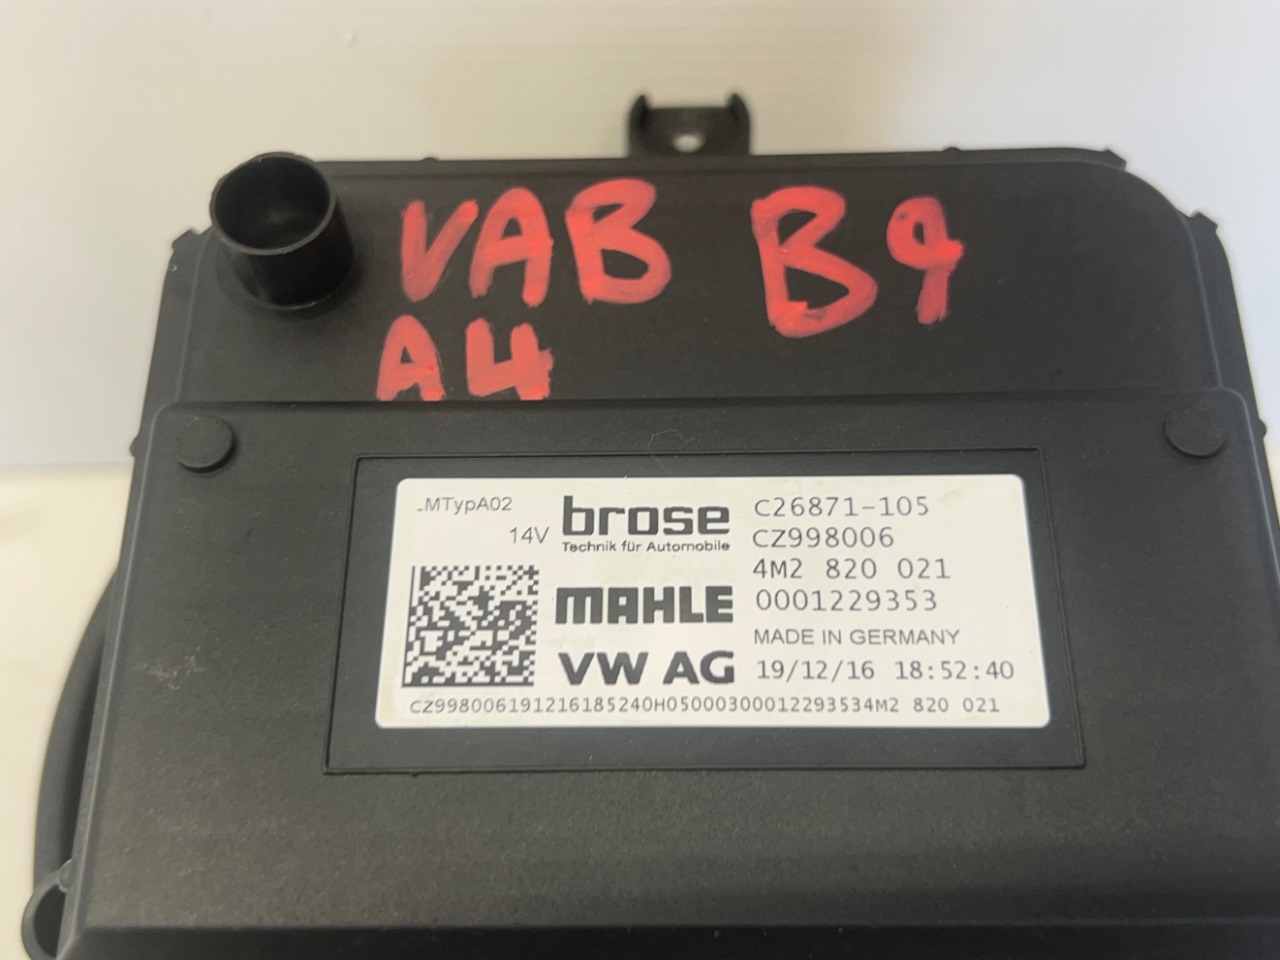 VAB B9
A4
-MTypA02
14V
brose
Technik für Automobile
MAHLE
VW AG
C26871-105
CZ998006
4M2 820 021
0001229353
MADE IN GERMANY
19/12/16 18:52:40
CZ998006191216185240H05000300012293534M2 820 021